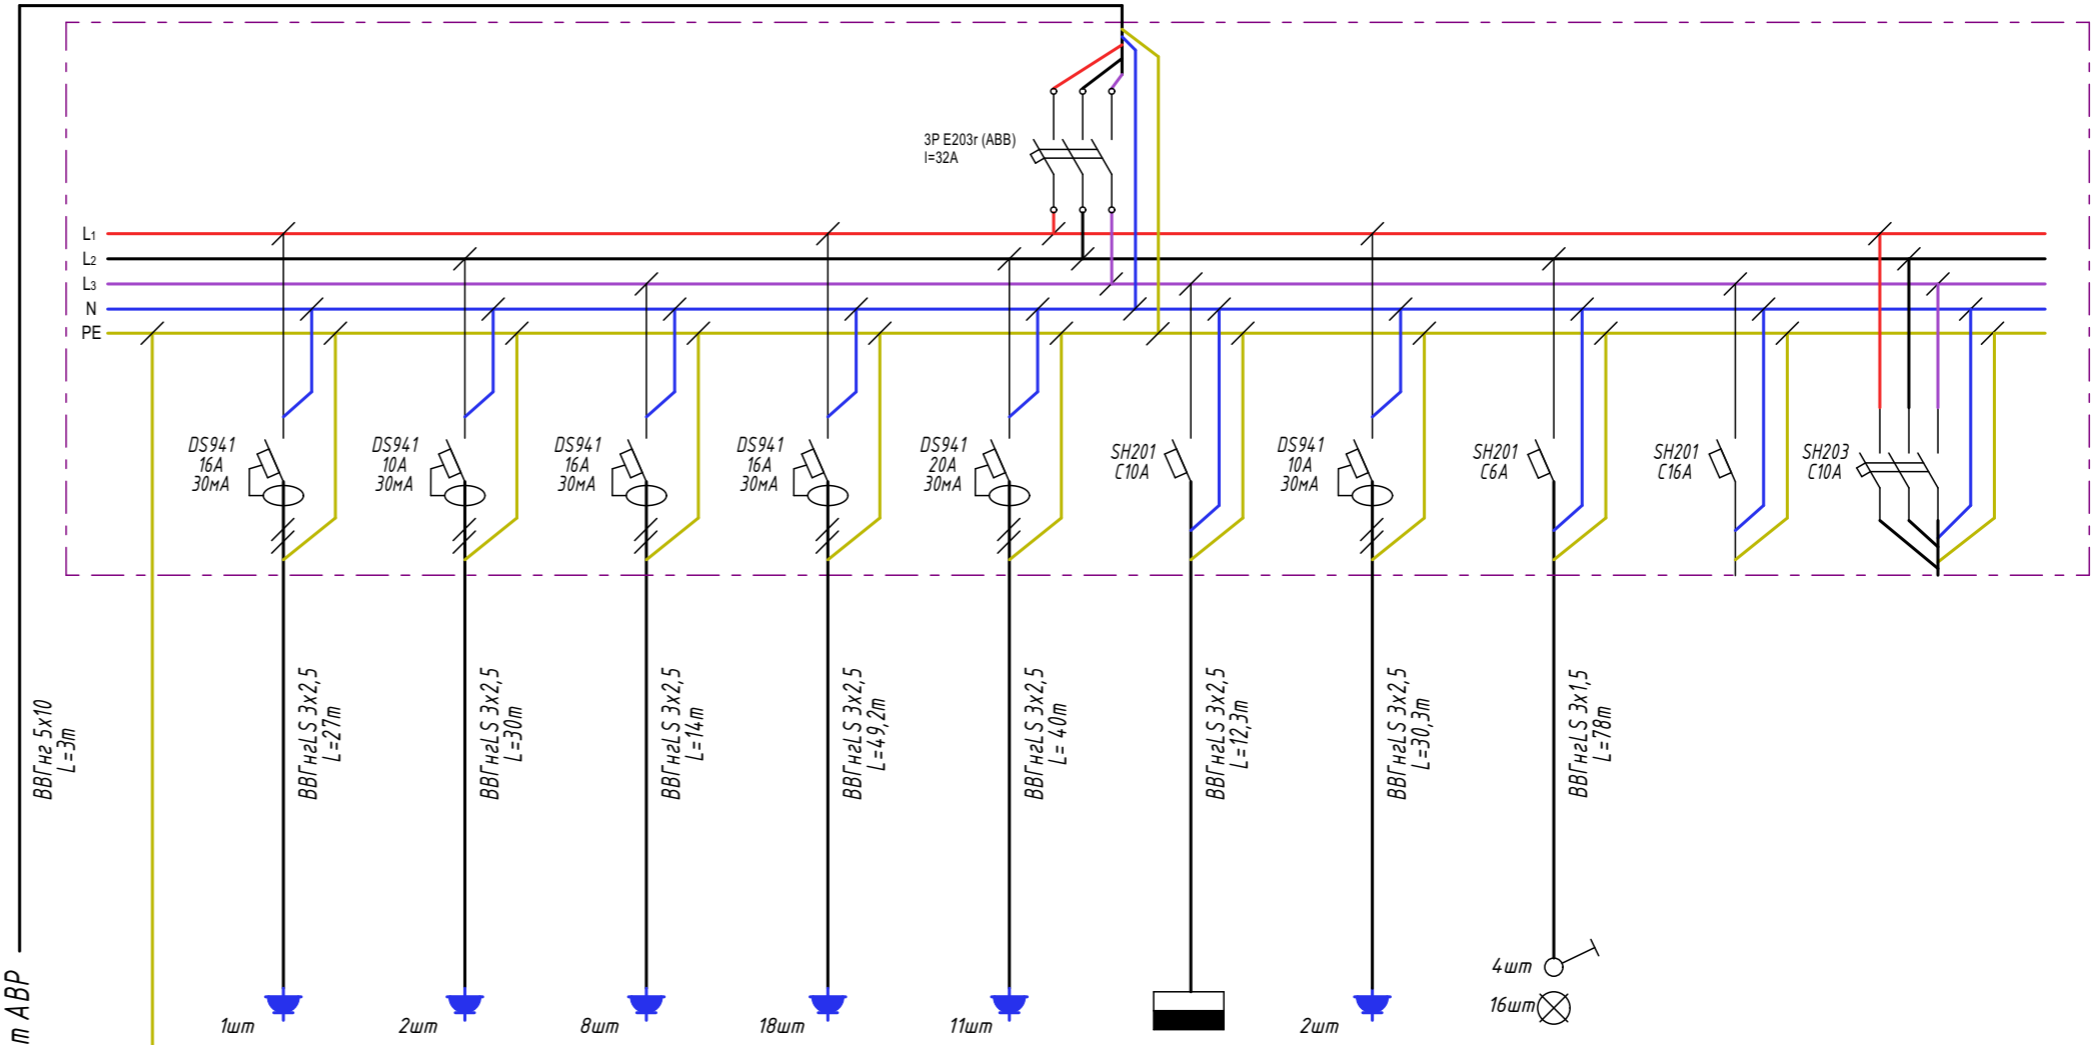 3P E203г (ABB)
I=32A
L1
L2
L3
N
PE
DS941
16A
30мА
DS941
10A
30мА
DS941
16A
30мА
DS941
16A
30мА
DS941
20A
30мА
SH201
C10A
DS941
10A
30мА
SH201
C6A
SH201
C16A
SH203
C10A
ВВГнг 5x10
L=3m
ВВГнгLS 3x2,5
L=27m
ВВГнгLS 3x2,5
L=30m
ВВГнгLS 3x2,5
L=14m
ВВГнгLS 3x2,5
L=49,2m
ВВГнгLS 3x2,5
L= 40m
ВВГнгLS 3x2,5
L=12,3m
ВВГнгLS 3x2,5
L=30,3m
ВВГнгLS 3x1,5
L=78m
т АВР
1шт
2шт
8шт
18шт
11шт
2шт
4шт
16шт